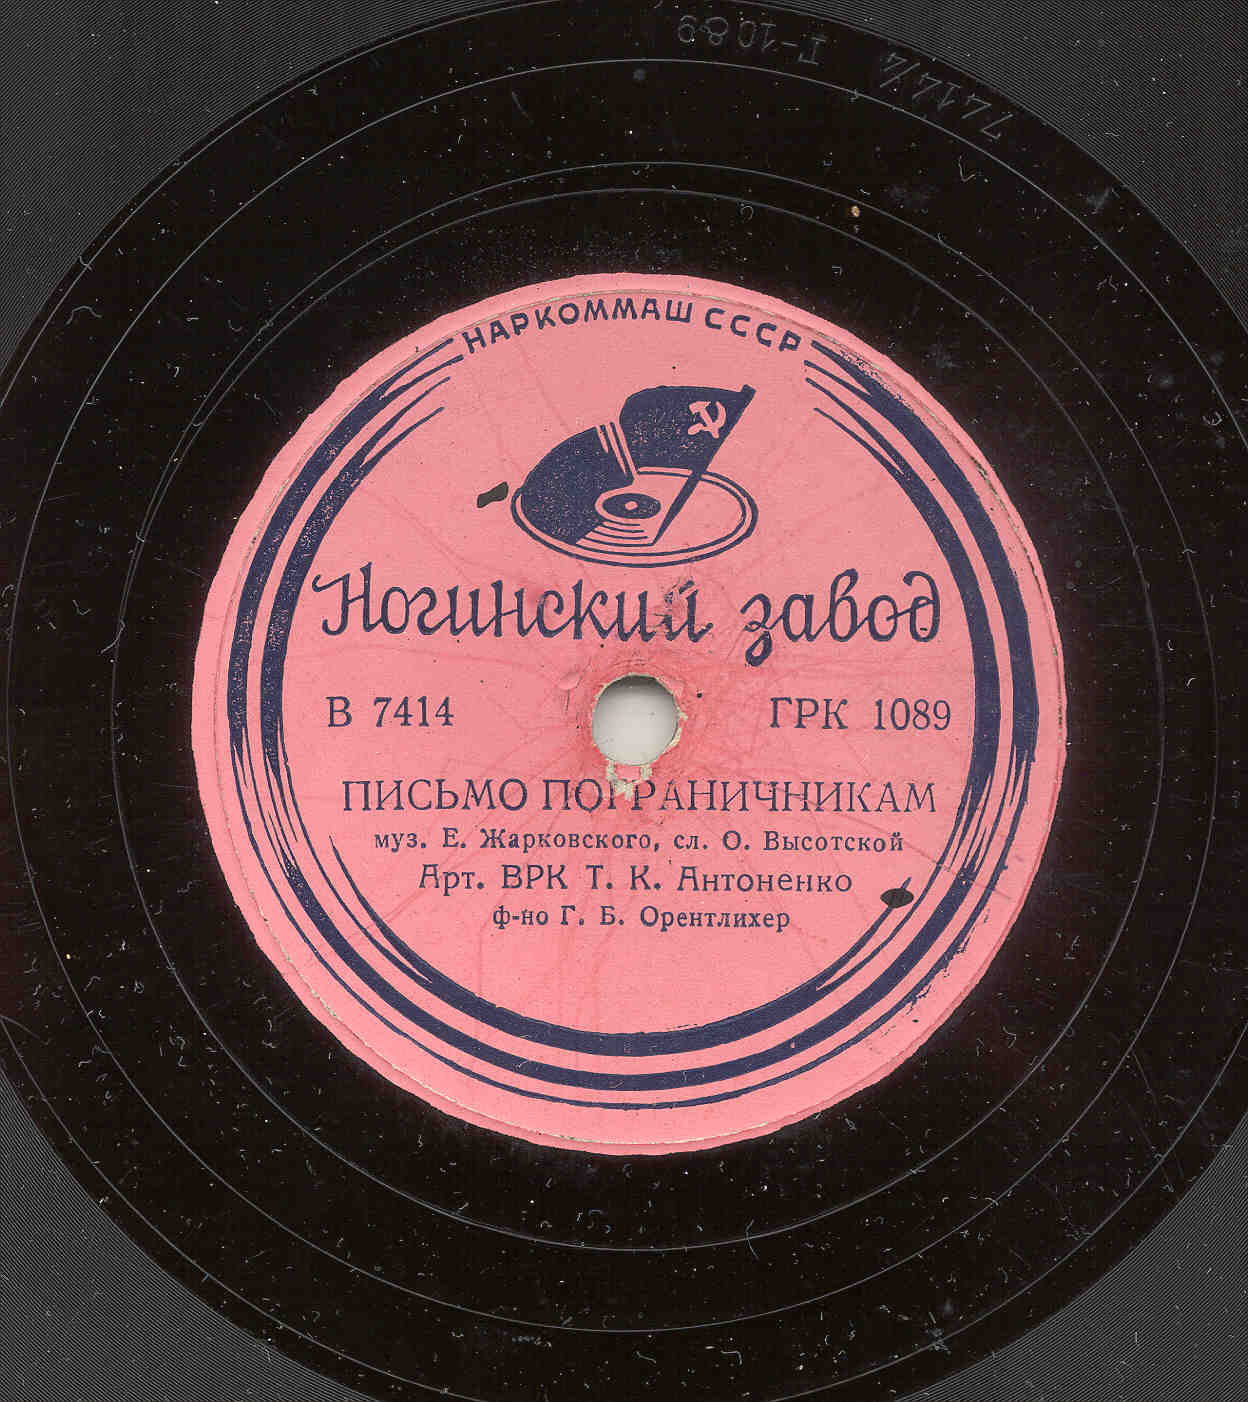 Г-1089
7414/4
НАРКОММАШ СССР
Ногинский завод
В 7414
ГРК 1089
ПИСЬМО ПОГРАНИЧНИКАМ
муз. Е. Жарковского, сл. О. Высотской
Арт. ВРК Т. К. Антоненко
ф-но Г. Б. Орентлихер